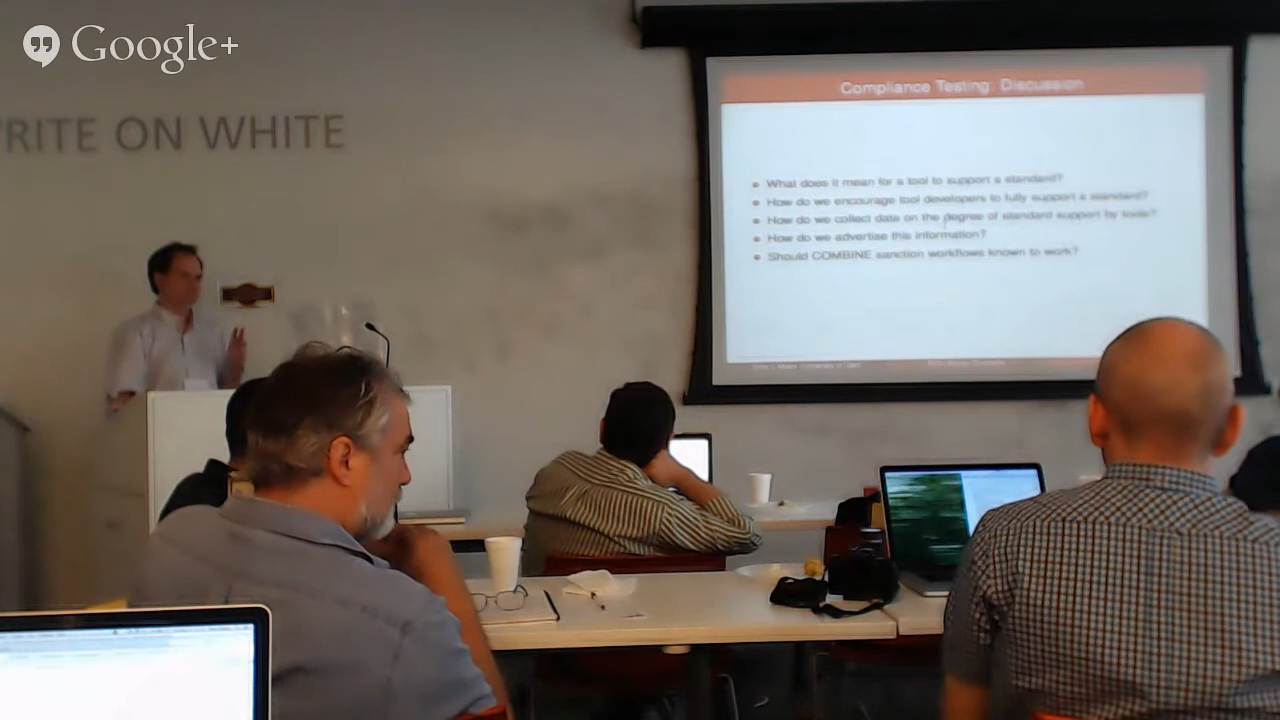 Google+
RITE ON WHITE
Compliance Testing: Discussion
What does it mean for a tool to support a standard?
How do we encourage tool developers to fully support a standard?
How do we collect data on the degree of standard support by tools?
How do we advertise this information?
Should COMBINE sanction workflows known to work?